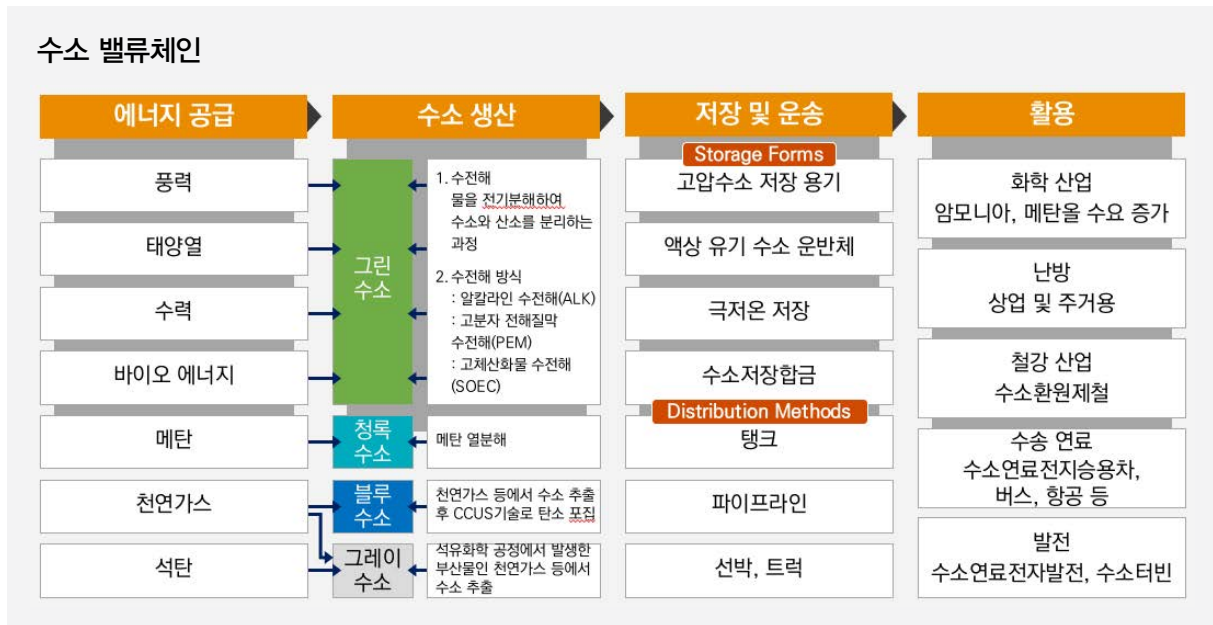 수소 밸류체인
에너지 공급
풍력
태양열
수력
바이오 에너지
메탄
천연가스
석탄
수소 생산
그린
수소
1. 수전해
물을 전기분해하여
수소와 산소를 분리하는
과정
2. 수전해 방식
: 알칼라인 수전해(ALK)
: 고분자 전해질막
수전해(PEM)
: 고체산화물 수전해
(SOEC)
청록
수소
메탄 열분해
블루
수소
천연가스 등에서 수소 추출
후 CCUS기술로 탄소 포집
그레이
수소
석유화학 공정에서 발생한
부산물인 천연가스 등에서
수소 추출
저장 및 운송
Storage Forms
고압수소 저장 용기
액상 유기 수소 운반체
극저온 저장
수소저장합금
Distribution Methods
탱크
파이프라인
선박, 트럭
활용
화학 산업
암모니아, 메탄올 수요 증가
난방
상업 및 주거용
철강 산업
수소환원제철
수송 연료
수소연료전지승용차,
버스, 항공 등
발전
수소연료전자발전, 수소터빈